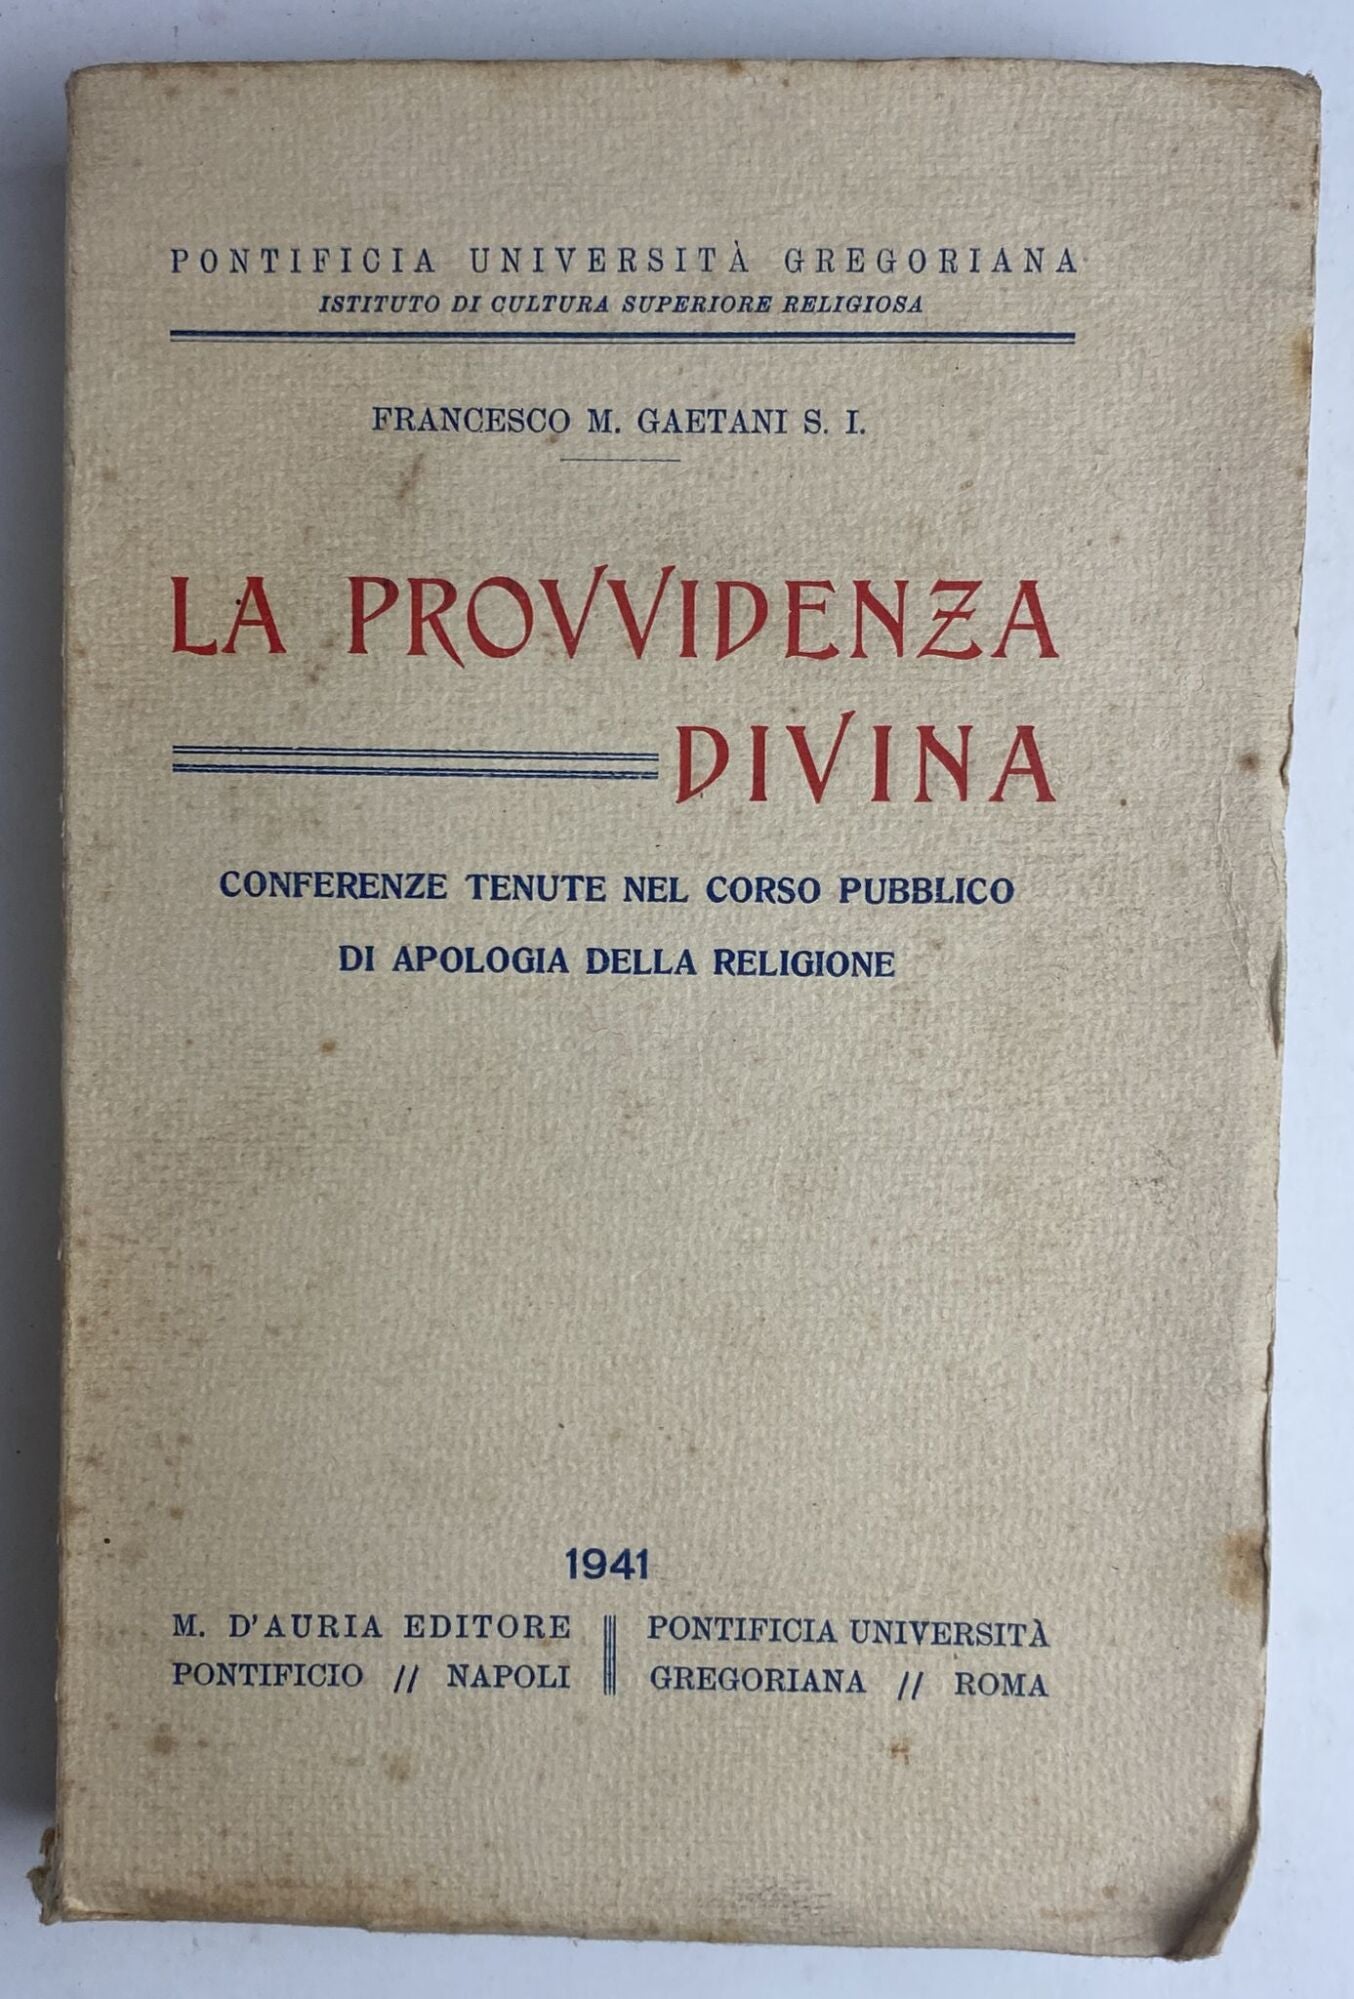 PONTIFICIA UNIVERSITÀ GREGORIANA
ISTITUTO DI CULTURA SUPERIORE RELIGIOSA
FRANCESCO M. GAETANI S. I.
LA PROVVIDENZA
DIVINA
CONFERENZE TENUTE NEL CORSO PUBBLICO
DI APOLOGIA DELLA RELIGIONE
1941
M. D'AURIA EDITORE
PONTIFICIO // NAPOLI
PONTIFICIA UNIVERSITÀ
GREGORIANA // ROMA